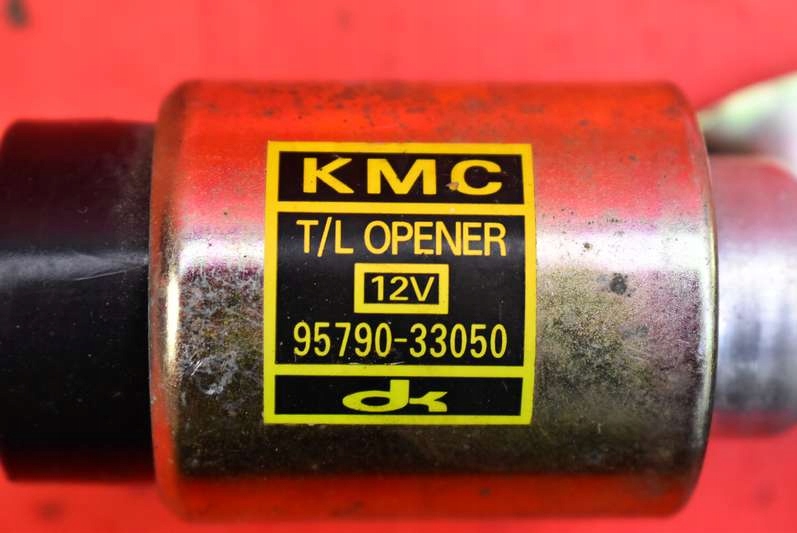 KMC
T/L OPENER
12V
95790-33050
dk